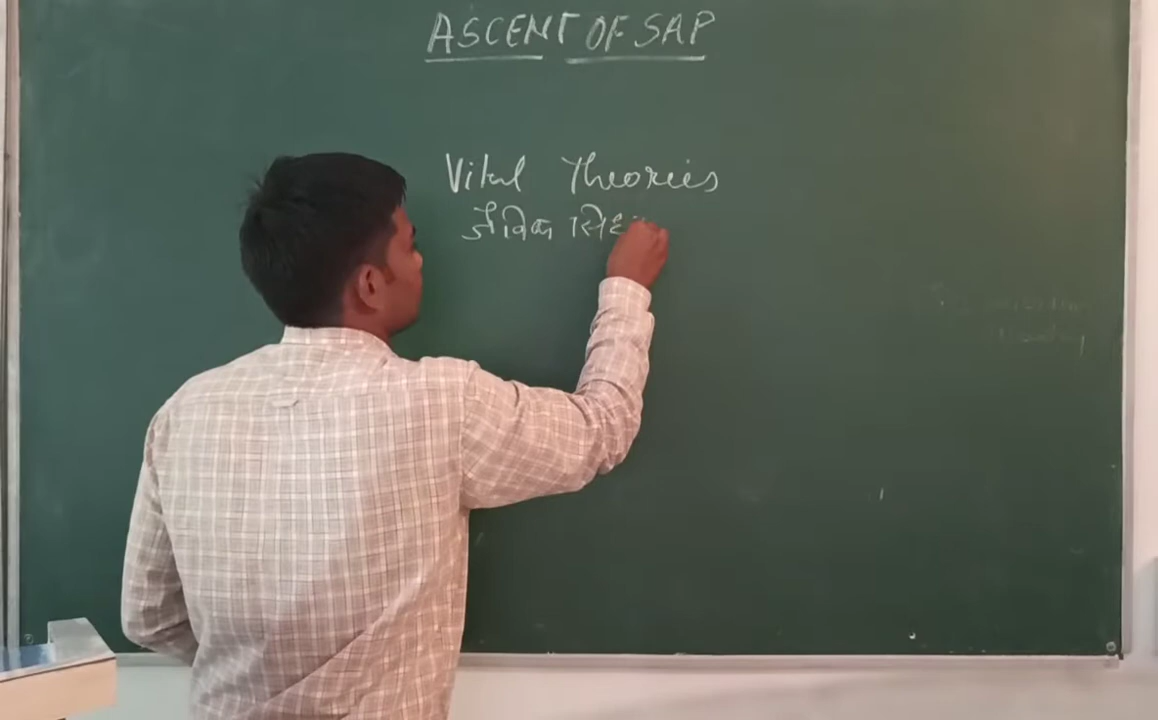 ASCENT OF SAP
Vital Theories
जैविक